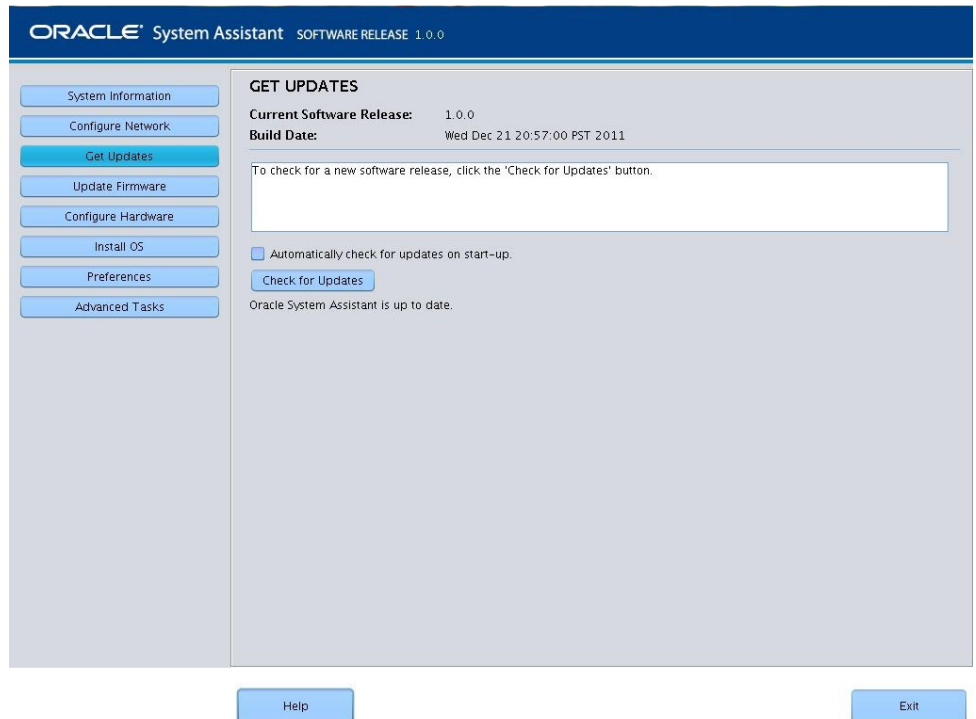 ORACLE System Assistant SOFTWARE RELEASE 1.0.0
System Information
Configure Network
Get Updates
Update Firmware
Configure Hardware
Install OS
Preferences
Advanced Tasks
GET UPDATES
Current Software Release: 1.0.0
Build Date: Wed Dec 21 20:57:00 PST 2011
To check for a new software release, click the 'Check for Updates' button.
Automatically check for updates on start-up.
Check for Updates
Oracle System Assistant is up to date.
Help
Exit